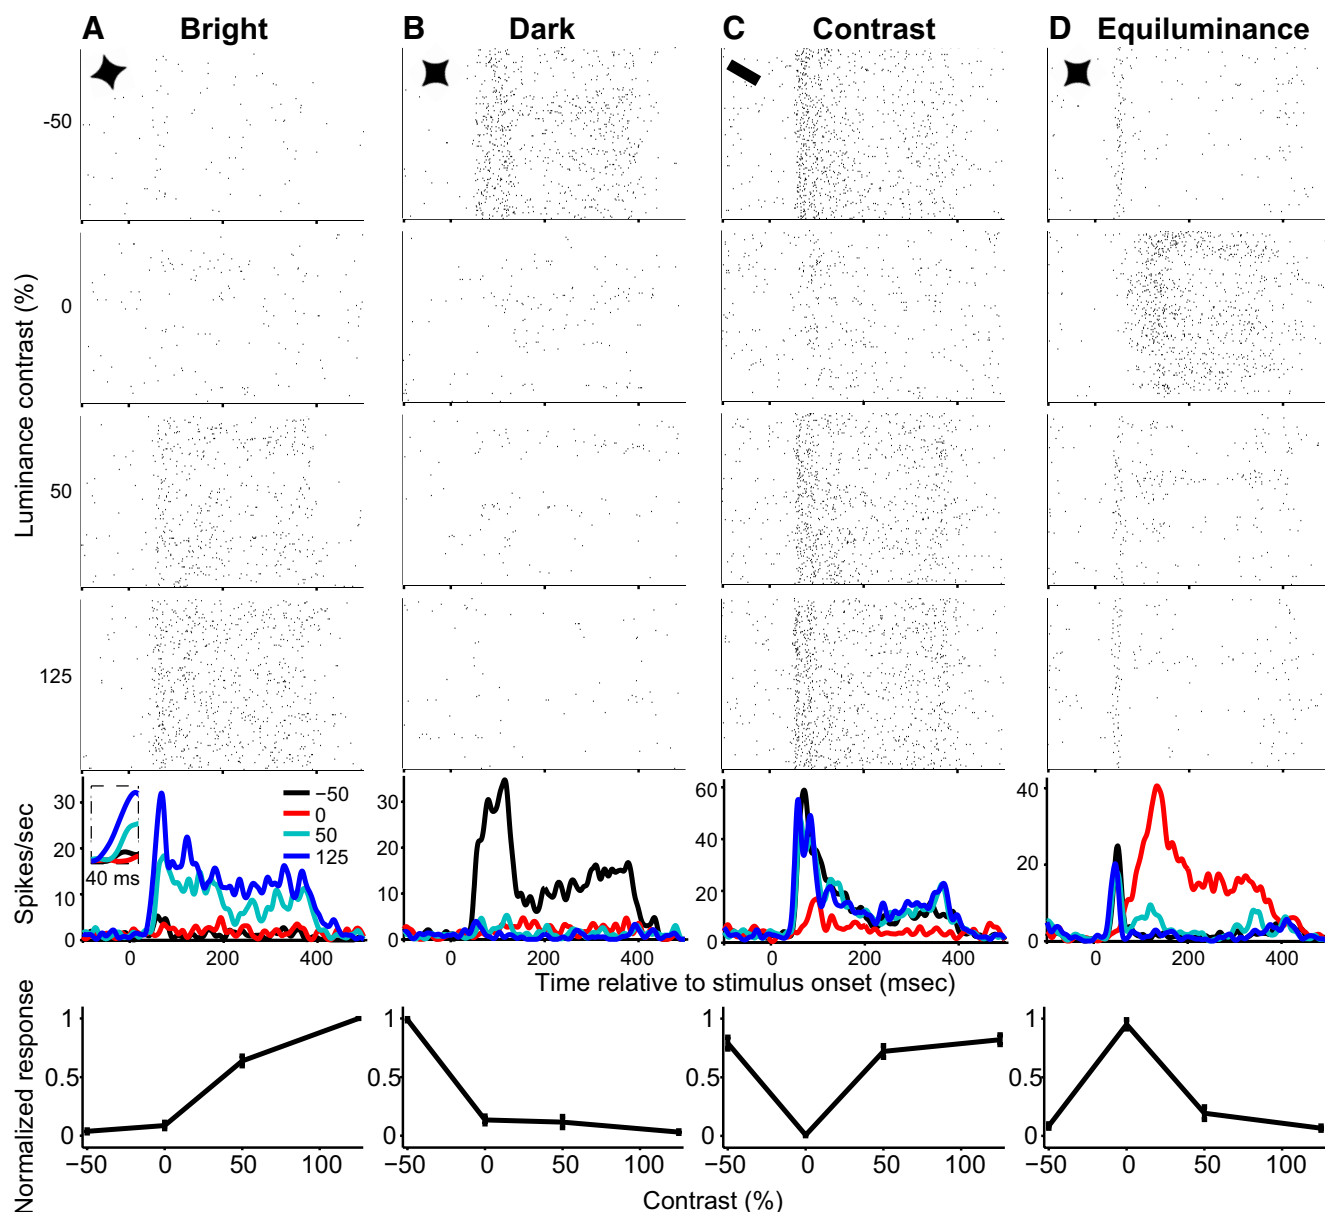 A Bright
B Dark
C Contrast
D Equiluminance
Luminance contrast (%)
-50
0
50
125
Spikes/sec
30
20
10
0
40 ms
−50
0
50
125
0 200 400
30
20
10
0
0 200 400
60
40
20
0
0 200 400
40
20
0
0 200 400
Time relative to stimulus onset (msec)
Normalized response
1
0.5
0
−50 0 50 100
1
0.5
0
−50 0 50 100
1
0.5
0
−50 0 50 100
1
0.5
0
−50 0 50 100
Contrast (%)